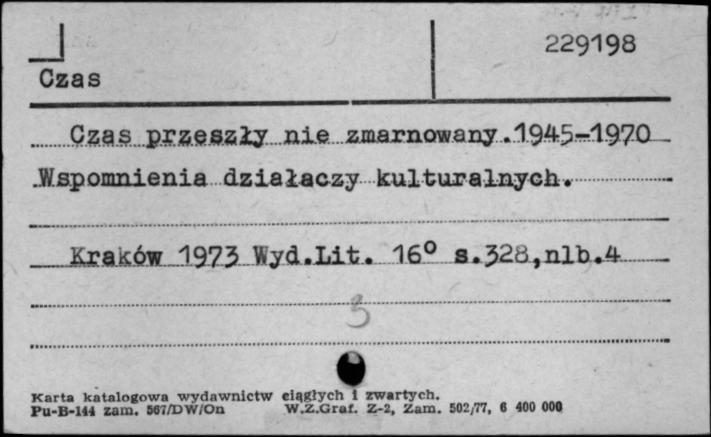 229198
Czas
Czas przeszły nie zmarnowany.1945-1970
Wspomnienia działaczy kulturalnych.
Kraków 1973 Wyd.Lit. 16° s.328,nlb.4
3
Karta katalogowa wydawnictw ciągłych i zwartych.
Pu-B-144 zam. 567/DW/On W.Z.Graf. Z-2, Zam. 502/77, 6 400 000